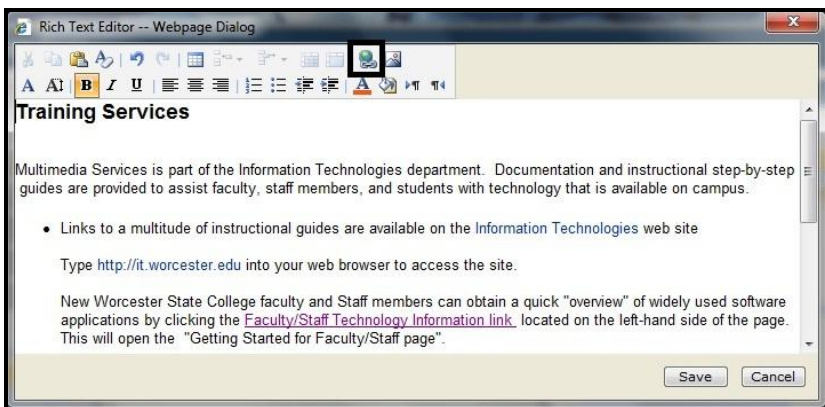 Rich Text Editor -- Webpage Dialog
A A B I U A
Training Services
Multimedia Services is part of the Information Technologies department. Documentation and instructional step-by-step
guides are provided to assist faculty, staff members, and students with technology that is available on campus.
• Links to a multitude of instructional guides are available on the Information Technologies web site
Type http://it.worcester.edu into your web browser to access the site.
New Worcester State College faculty and Staff members can obtain a quick "overview" of widely used software
applications by clicking the Faculty/Staff Technology Information link located on the left-hand side of the page.
This will open the "Getting Started for Faculty/Staff page".
Save Cancel